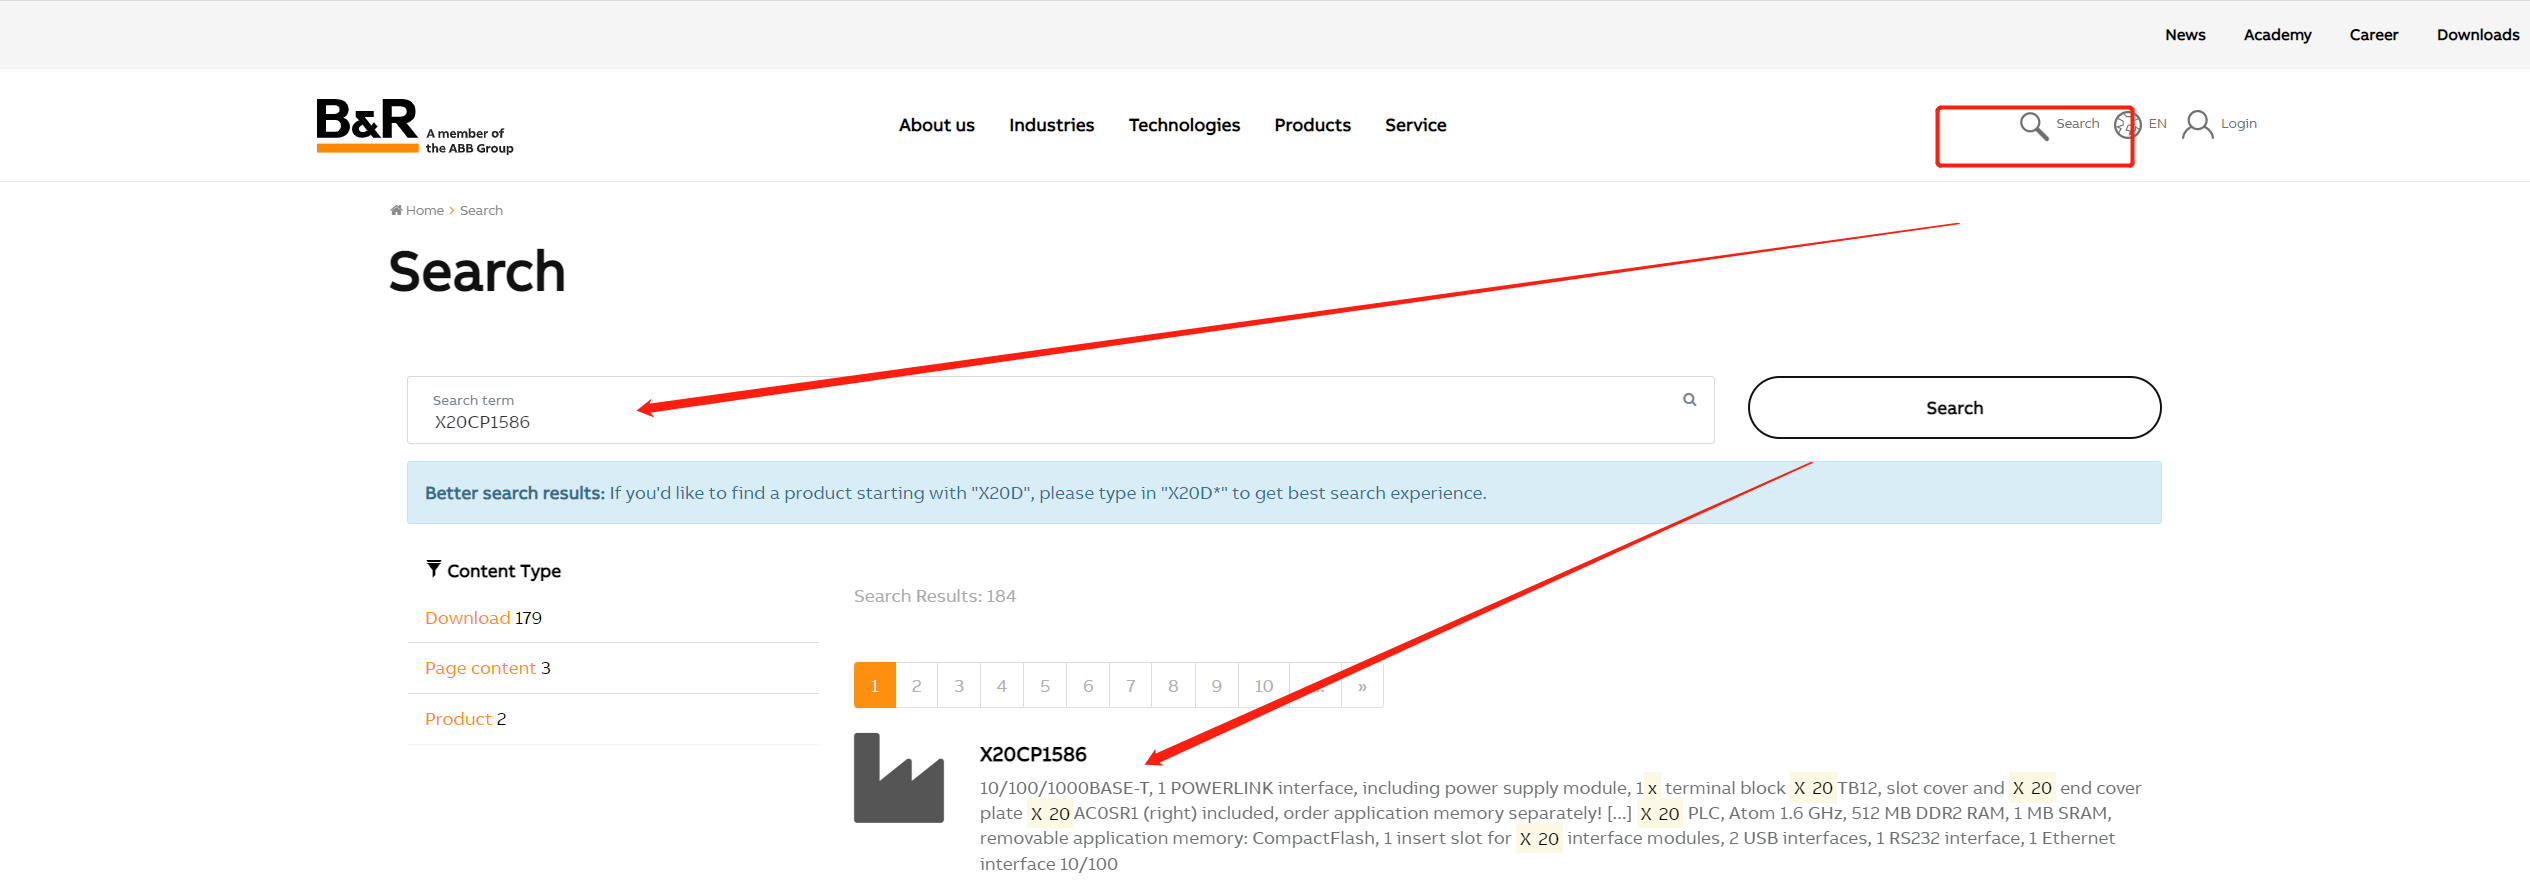 News Academy Career Downloads
B&R A member of
the ABB Group
About us Industries Technologies Products Service
Search EN Login
Home > Search
Search
Search term
X20CP1586
Search
Better search results: If you'd like to find a product starting with "X20D", please type in "X20D*" to get best search experience.
Content Type
Download 179
Page content 3
Product 2
Search Results: 184
1 2 3 4 5 6 7 8 9 10 ... »
X20CP1586
10/100/1000BASE-T, 1 POWERLINK interface, including power supply module, 1 x terminal block X 20 TB12, slot cover and X 20 end cover
plate X 20 AC0SR1 (right) included, order application memory separately! [...] X 20 PLC, Atom 1.6 GHz, 512 MB DDR2 RAM, 1 MB SRAM,
removable application memory: CompactFlash, 1 insert slot for X 20 interface modules, 2 USB interfaces, 1 RS232 interface, 1 Ethernet
interface 10/100